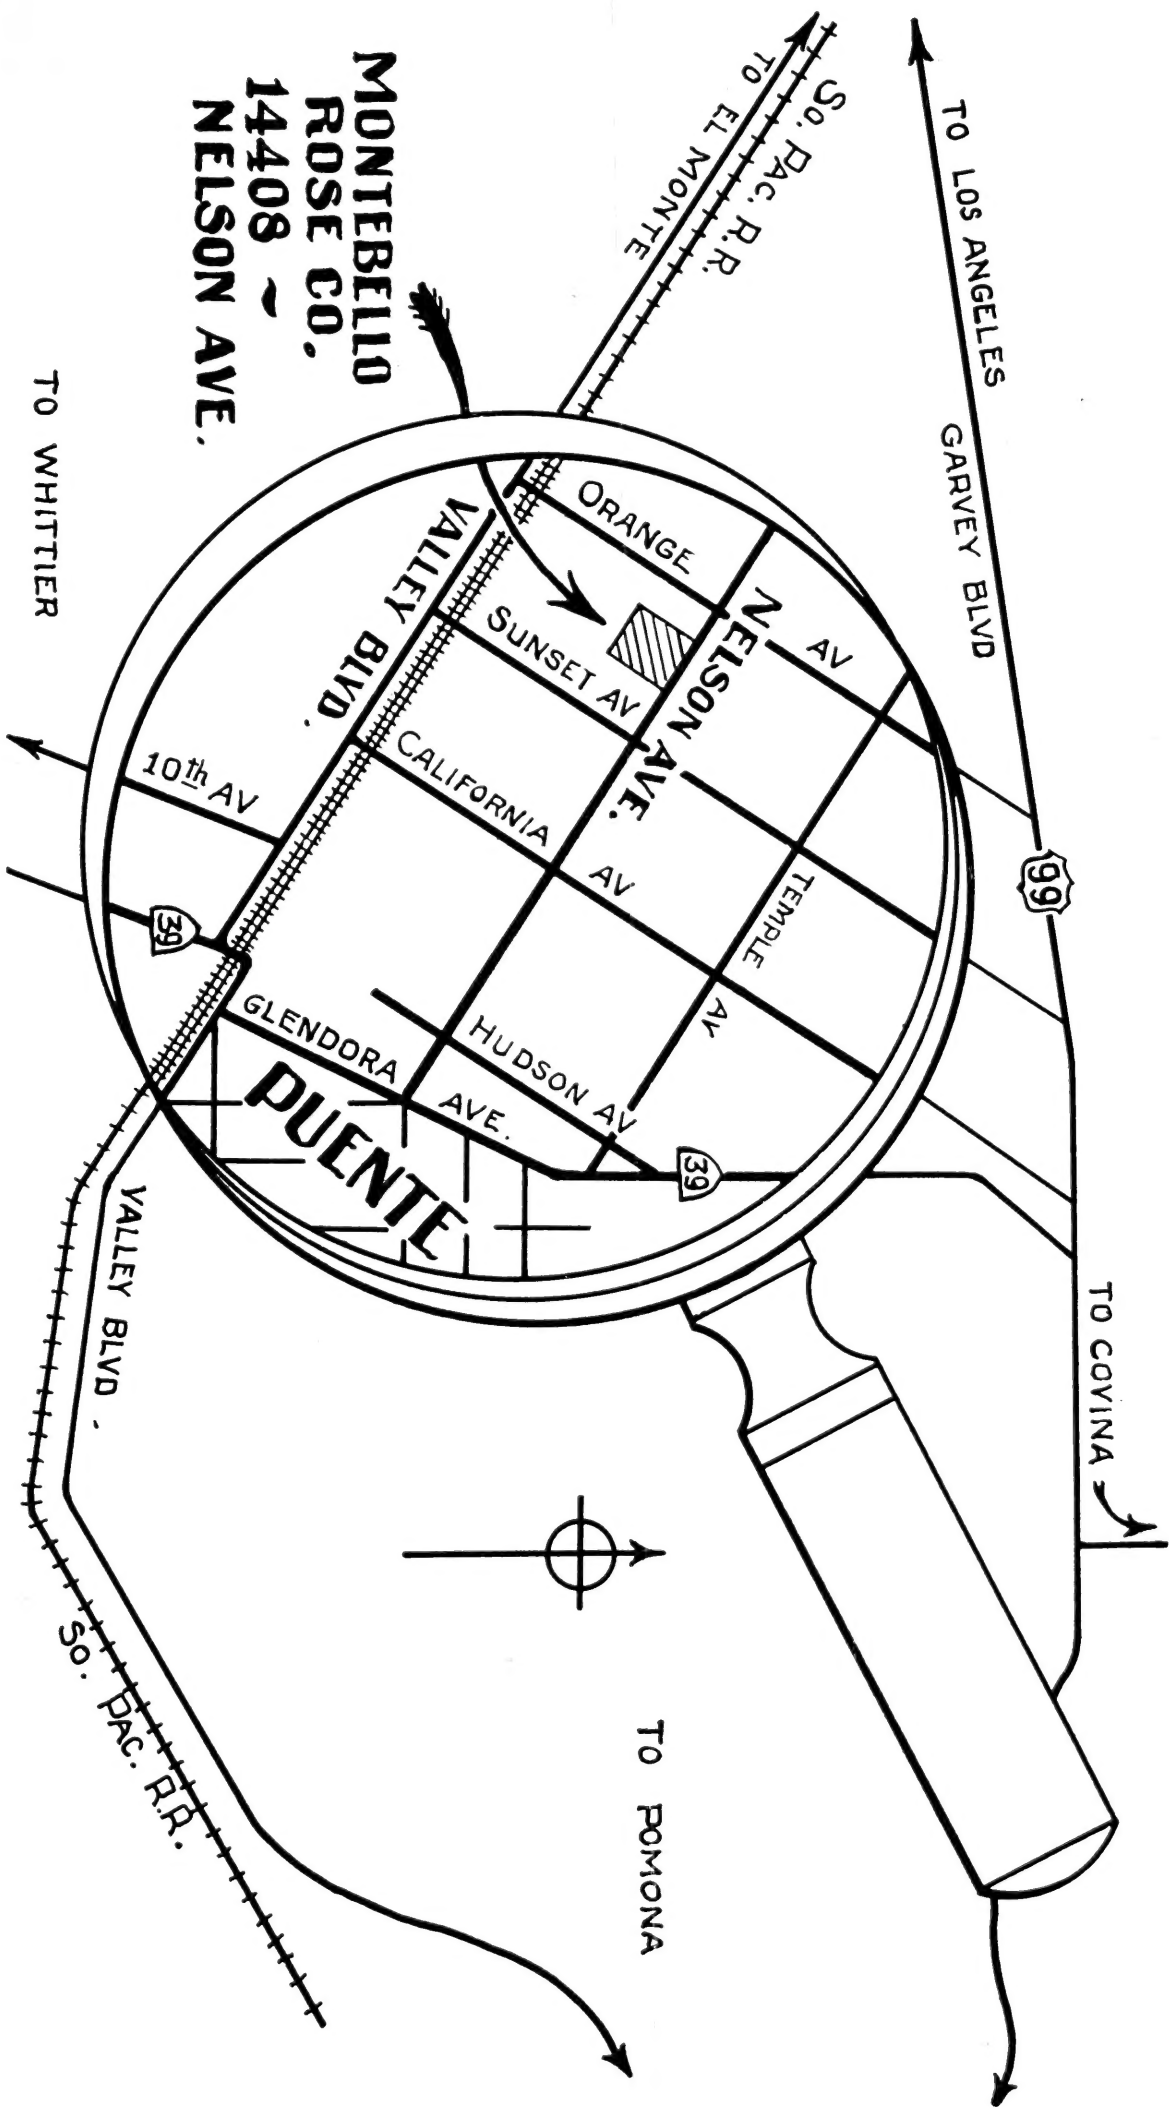 TO LOS ANGELES
GARVEY BLVD
99
TO COVINA
So. PAC. R.R.
TO EL MONTE
MONTEBELLO
ROSE CO.
14408 ~
NELSON AVE.
ORANGE AV
NELSON AVE.
SUNSET AV
VALLEY BLVD.
CALIFORNIA AV
TEMPLE AV
10th AV
39
HUDSON AV
GLENDORA AVE.
39
PUENTE
TO WHITTIER
VALLEY BLVD.
SO. PAC. R.R.
TO POMONA